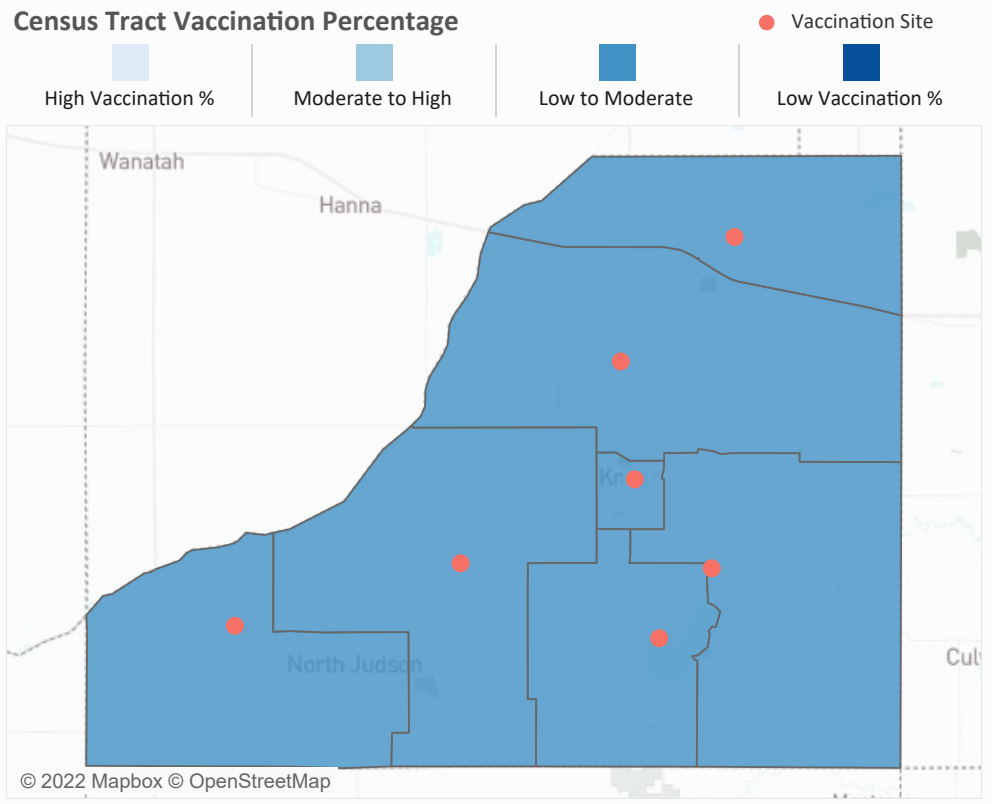 Census Tract Vaccination Percentage
Vaccination Site
High Vaccination %
Moderate to High
Low to Moderate
Low Vaccination %
Wanatah
Hanna
North Judson
© 2022 Mapbox © OpenStreetMap